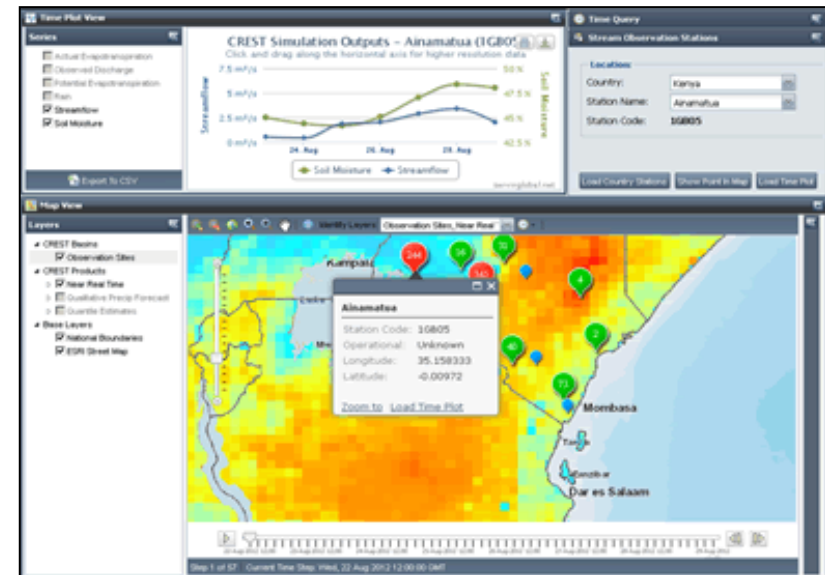 Time Plot View
Series
Actual Evapotranspiration
Observed Discharge
Potential Evapotranspiration
Rain
Streamflow
Soil Moisture
Export To CSV
CREST Simulation Outputs - Ainamatua (1GB05)
Click and drag along the horizontal axis for higher resolution data
Streamflow
7.5 m³/s
5 m³/s
2.5 m³/s
0 m³/s
50 %
47.5 %
45 %
42.5 %
Soil Moisture
24. Aug
26. Aug
28. Aug
Soil Moisture
Streamflow
servirglobal.net
Time Query
Stream Observation Stations
Location
Country:
Kenya
Station Name:
Ainamatua
Station Code:
1GB05
Load Country Stations
Show Point in Map
Load Time Plot
Map View
Layers
CREST Basins
Observation Sites
CREST Products
Near Real Time
Qualitative Precip Forecast
Quantile Estimates
Base Layers
National Boundaries
ESRI Street Map
Identify Layers:
Observation Sites, Near Real
Kampala
244
16
31
4
2
40
71
Ainamatua
Station Code: 1GB05
Operational: Unknown
Longitude: 35.158333
Latitude: -0.00972
Zoom to Load Time Plot
Mombasa
Zanzibar
Dar es Salaam
Step 1 of 57 Current Time Step: Wed, 22 Aug 2012 12:00:00 GMT